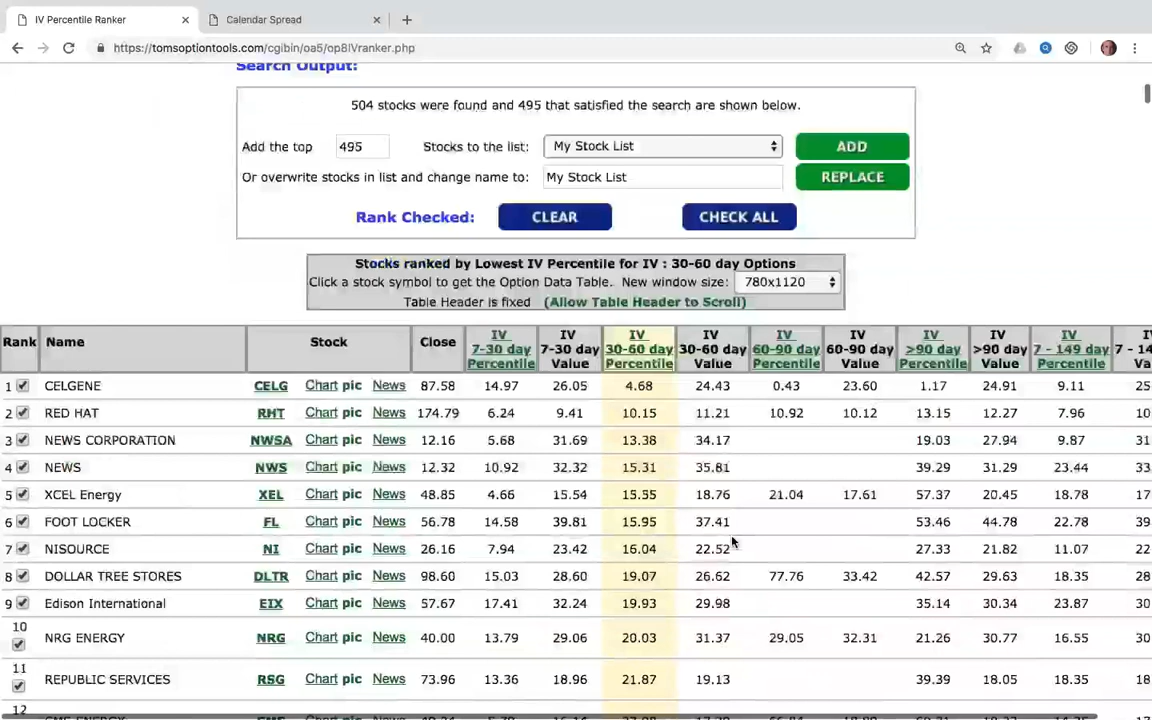 IV Percentile Ranker
Calendar Spread
https://tomsoptiontools.com/cgibin/oa5/op8IVranker.php
Search Output:
504 stocks were found and 495 that satisfied the search are shown below.
Add the top 495 Stocks to the list: My Stock List ADD
Or overwrite stocks in list and change name to: My Stock List REPLACE
Rank Checked: CLEAR CHECK ALL
Stocks ranked by Lowest IV Percentile for IV : 30-60 day Options
Click a stock symbol to get the Option Data Table. New window size: 780x1120
Table Header is fixed (Allow Table Header to Scroll)
Rank Name Stock Close IV 7-30 day Percentile IV 7-30 day Value IV 30-60 day Percentile IV 30-60 day Value IV 60-90 day Percentile IV 60-90 day Value IV >90 day Percentile IV >90 day Value IV 7 - 149 day Percentile
1 CELGENE CELG Chart pic News 87.58 14.97 26.05 4.68 24.43 0.43 23.60 1.17 24.91 9.11 25
2 RED HAT RHT Chart pic News 174.79 6.24 9.41 10.15 11.21 10.92 10.12 13.15 12.27 7.96 10
3 NEWS CORPORATION NWSA Chart pic News 12.16 5.68 31.69 13.38 34.17 19.03 27.94 9.87 31
4 NEWS NWS Chart pic News 12.32 10.92 32.32 15.31 35.81 39.29 31.29 23.44 33
5 XCEL Energy XEL Chart pic News 48.85 4.66 15.54 15.55 18.76 21.04 17.61 57.37 20.45 18.78 17
6 FOOT LOCKER FL Chart pic News 56.78 14.58 39.81 15.95 37.41 53.46 44.78 22.78 39
7 NISOURCE NI Chart pic News 26.16 7.94 23.42 16.04 22.52 27.33 21.82 11.07 22
8 DOLLAR TREE STORES DLTR Chart pic News 98.60 15.03 28.60 19.07 26.62 77.76 33.42 42.57 29.63 18.35 28
9 Edison International EIX Chart pic News 57.67 17.41 32.24 19.93 29.98 35.14 30.34 23.87 30
10 NRG ENERGY NRG Chart pic News 40.00 13.79 29.06 20.03 31.37 29.05 32.31 21.26 30.77 16.55 30
11 REPUBLIC SERVICES RSG Chart pic News 73.96 13.36 18.96 21.87 19.13 39.39 18.05 18.35 18
12